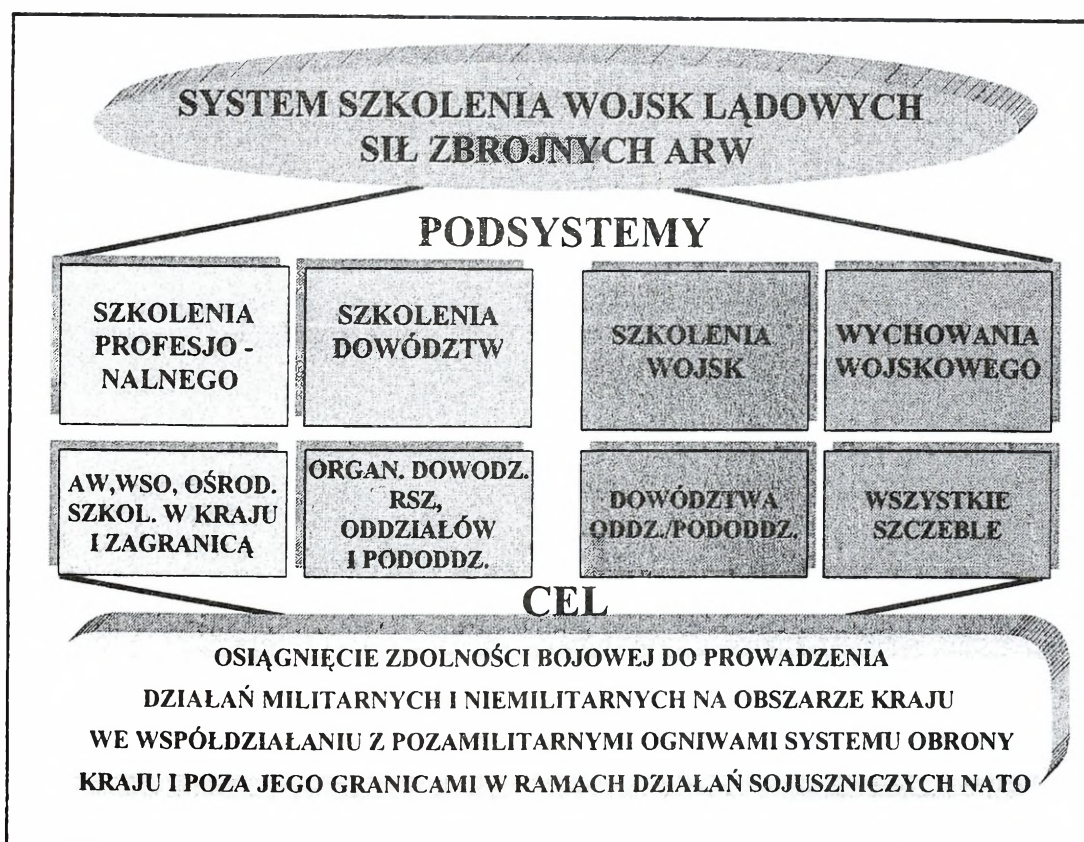 SYSTEM SZKOLENIA WOJSK LĄDOWYCH
SIŁ ZBROJNYCH ARW
PODSYSTEMY
SZKOLENIA
PROFESJO -
NALNEGO
SZKOLENIA
DOWÓDZTW
SZKOLENIA
WOJSK
WYCHOWANIA
WOJSKOWEGO
AW,WSO, OŚROD.
SZKOL. W KRAJU
I ZAGRANICĄ
ORGAN. DOWODZ.
RSZ,
ODDZIAŁÓW
I PODODDZ.
DOWÓDZTWA
ODDZ./PODODDZ.
WSZYSTKIE
SZCZEBLE
CEL
OSIĄGNIĘCIE ZDOLNOŚCI BOJOWEJ DO PROWADZENIA
DZIAŁAŃ MILITARNYCH I NIEMILITARNYCH NA OBSZARZE KRAJU
WE WSPÓŁDZIAŁANIU Z POZAMILITARNYMI OGNIWAMI SYSTEMU OBRONY
KRAJU I POZA JEGO GRANICAMI W RAMACH DZIAŁAŃ SOJUSZNICZYCH NATO